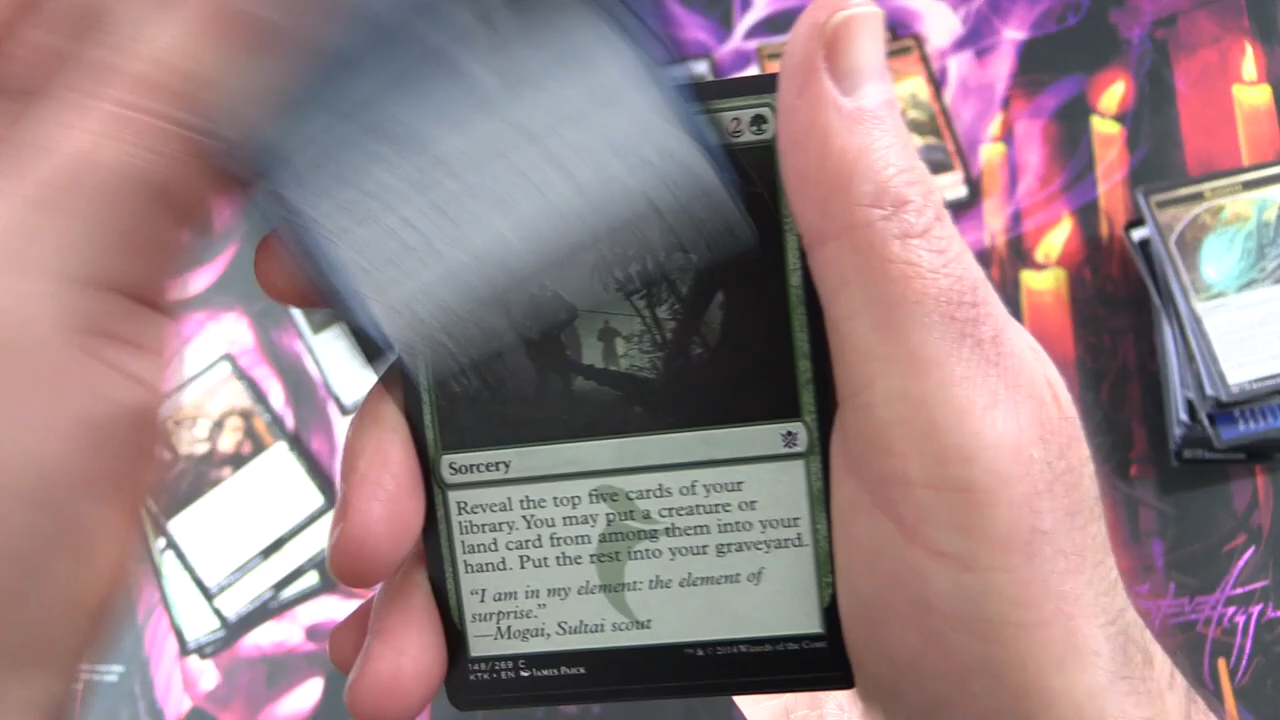 2
Sorcery
Reveal the top five cards of your
library. You may put a creature or
land card from among them into your
hand. Put the rest into your graveyard.
"I am in my element: the element of
surprise."
—Mogai, Sultai scout
148/269 C
KTK • EN JAMES PAICK
™ & © 2014 Wizards of the Coast